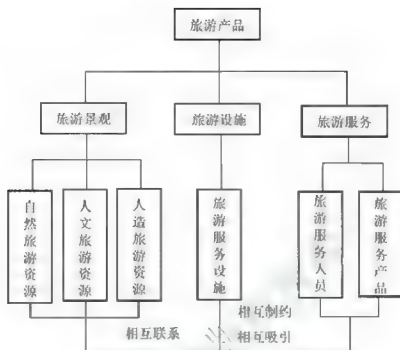 旅游产品
旅游景观
旅游设施
旅游服务
自然旅游资源
人文旅游资源
人造旅游资源
旅游服务设施
旅游服务人员
旅游服务产品
相互制约
相互联系
相互吸引